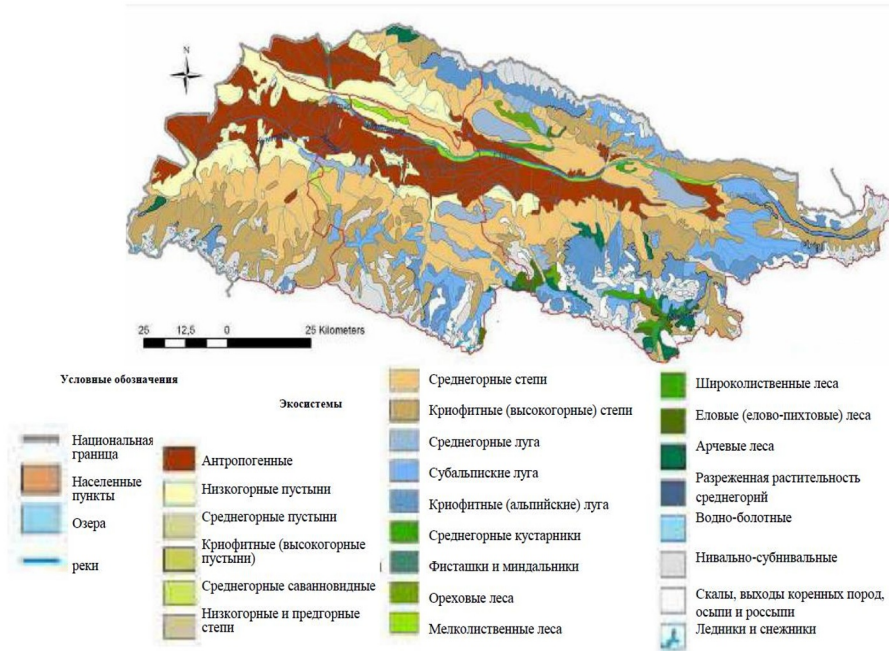 N
25 12,5 0 25 Kilometers
Условные обозначения
Национальная
граница
Населенные
пункты
Озера
реки
Экосистемы
Антропогенные
Низкогорные пустыни
Среднегорные пустыни
Криофитные (высокогорные
пустыни)
Среднегорные саванновидные
Низкогорные и предгорные
степи
Среднегорные степи
Криофитные (высокогорные) степи
Среднегорные луга
Субальпиские луга
Криофитные (альпийские) луга
Среднегорные кустарники
Фисташки и миндальники
Ореховые леса
Мелколиственные леса
Широколиственные леса
Еловые (елово-пихтовые) леса
Арчевые леса
Разреженная растительность
среднегорий
Водно-болотные
Нивально-субнивальные
Скалы, выходы коренных пород,
осыпи и россыпи
Ледники и снежники